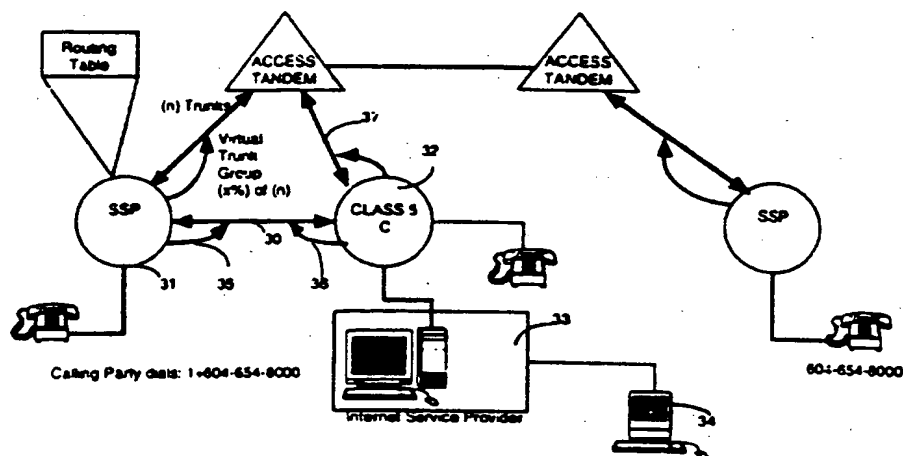 Routing
Table
ACCESS
TANDEM
ACCESS
TANDEM
(n) Trunks
37
Virtual
Trunk
Group
(x%) of (n)
32
SSP
CLASS 5
C
SSP
30
31
35
36
33
Calling Party dials: 1+604-654-8000
604-654-8000
Internet Service Provider
34